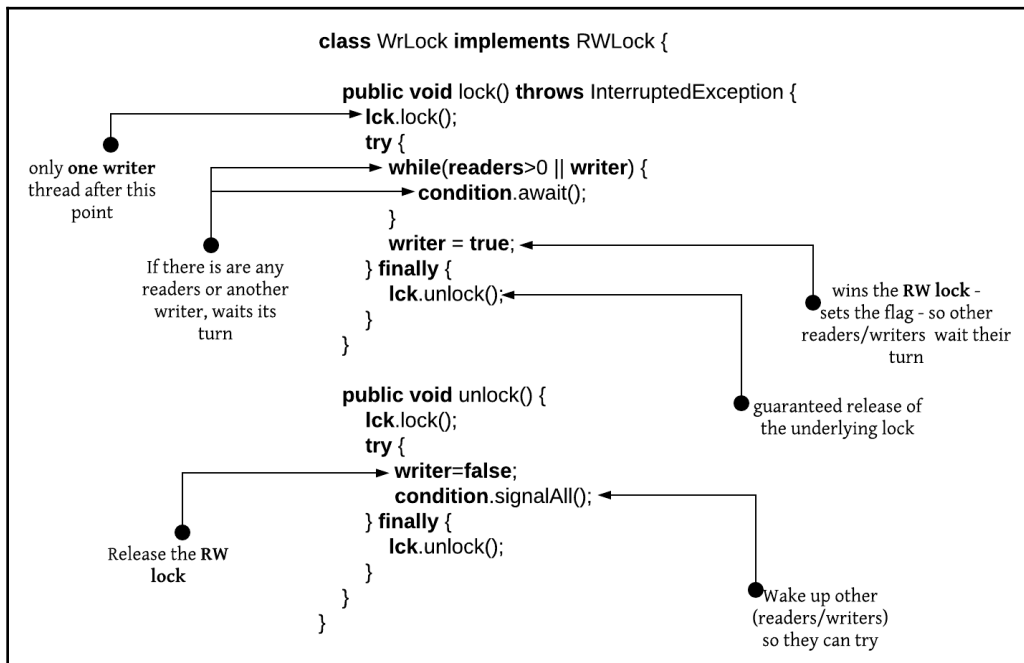 class WrLock implements RWLock {
public void lock() throws InterruptedException {
lck.lock();
try {
while(readers>0 || writer) {
condition.await();
}
writer = true;
} finally {
lck.unlock();
}
}
public void unlock() {
lck.lock();
try {
writer=false;
condition.signalAll();
} finally {
lck.unlock();
}
}
}
only one writer
thread after this
point
If there is are any
readers or another
writer, waits its
turn
wins the RW lock -
sets the flag - so other
readers/writers wait their
turn
guaranteed release of
the underlying lock
Release the RW
lock
Wake up other
(readers/writers)
so they can try